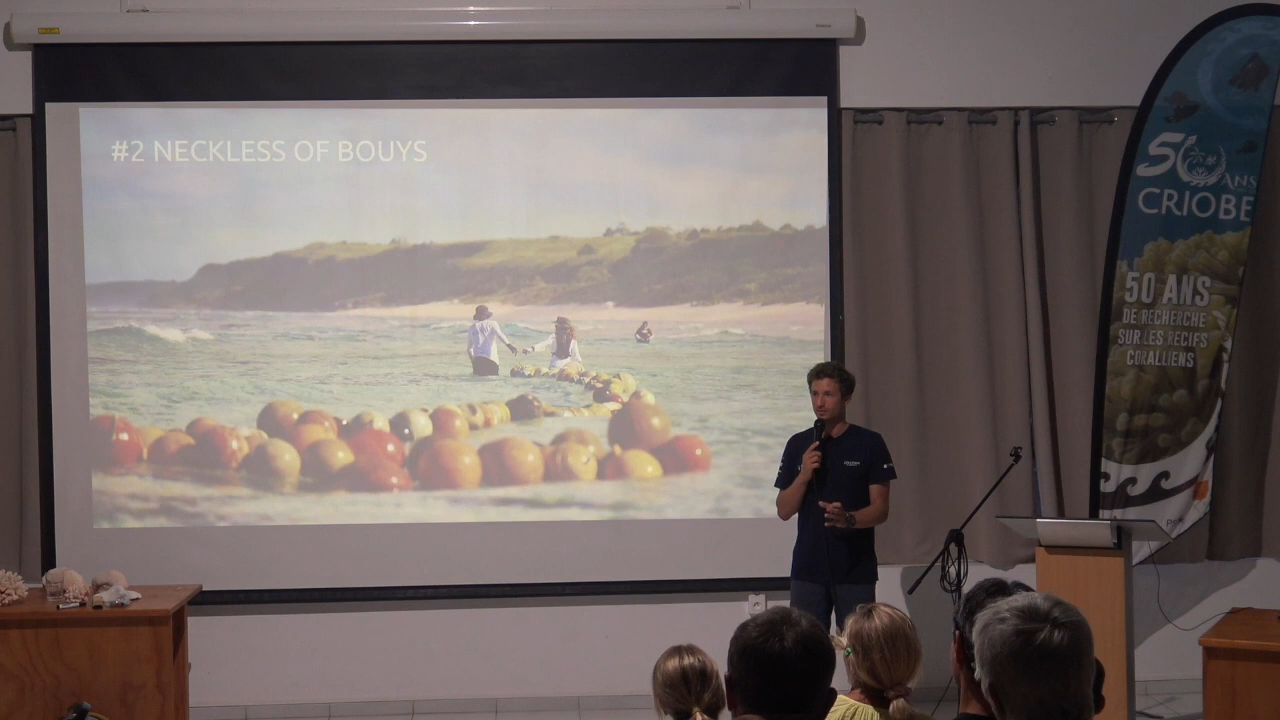 #2 NECKLESS OF BOUYS
50 ANS
CRIOBE
50 ANS
DE RECHERCHE
SUR LES RECIFS
CORALLIENS